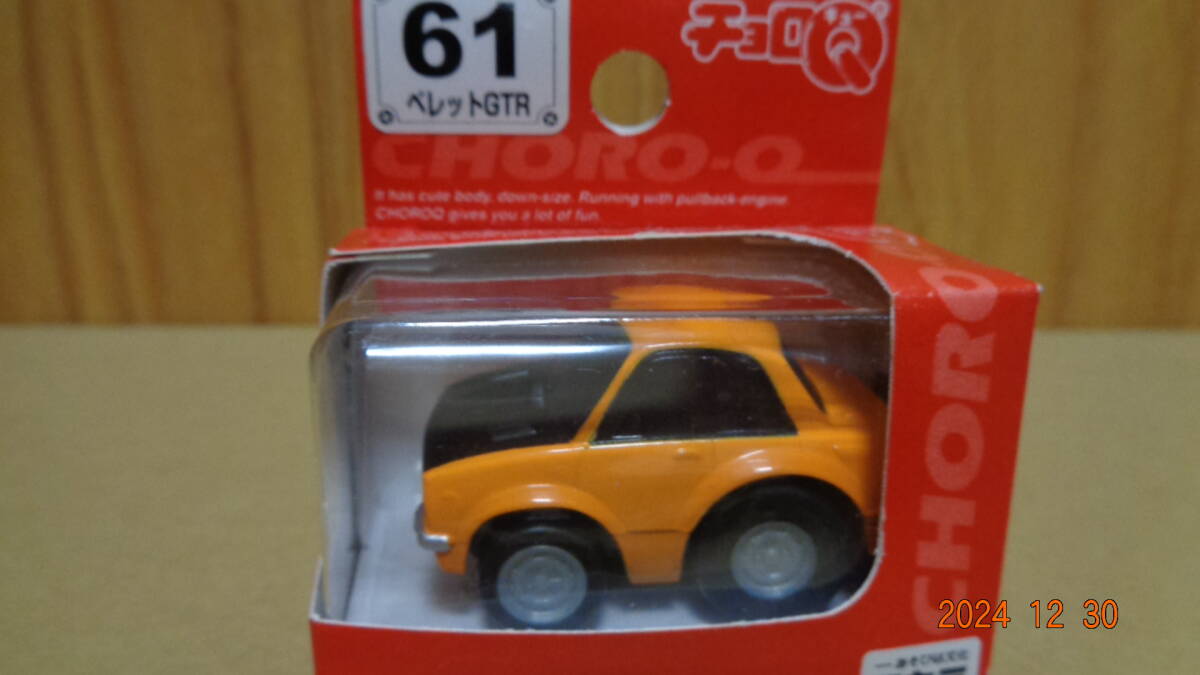 61
ベレットGTR
チョロQ
CHORO-Q
It has cute body, down-size. Running with pullback-engine.
CHOROQ gives you a lot of fun.
CHORO
2024 12 30